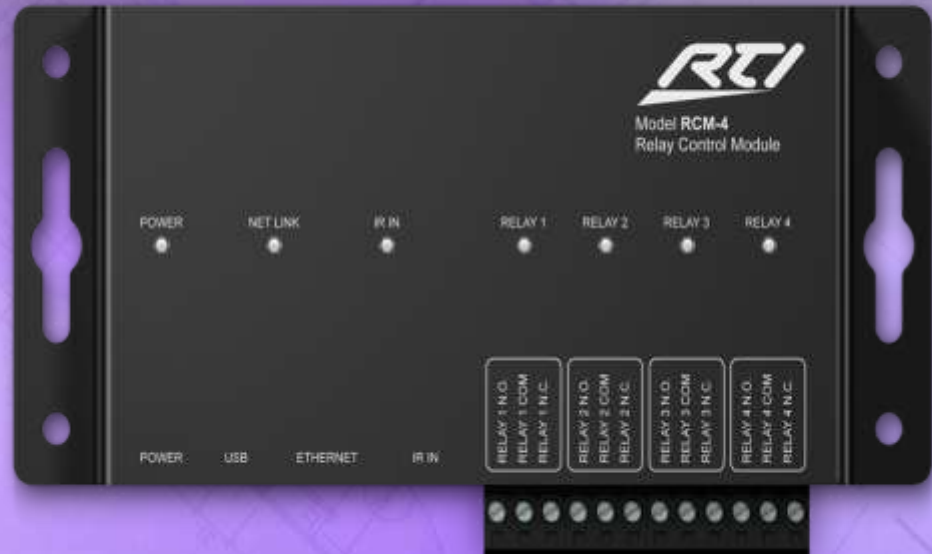 RTI
Model RCM-4
Relay Control Module
POWER NET LINK IR IN RELAY 1 RELAY 2 RELAY 3 RELAY 4
RELAY 1 N.O.
RELAY 1 COM
RELAY 1 N.C.
RELAY 2 N.O.
RELAY 2 COM
RELAY 2 N.C.
RELAY 3 N.O.
RELAY 3 COM
RELAY 3 N.C.
RELAY 4 N.O.
RELAY 4 COM
RELAY 4 N.C.
POWER USB ETHERNET IR IN